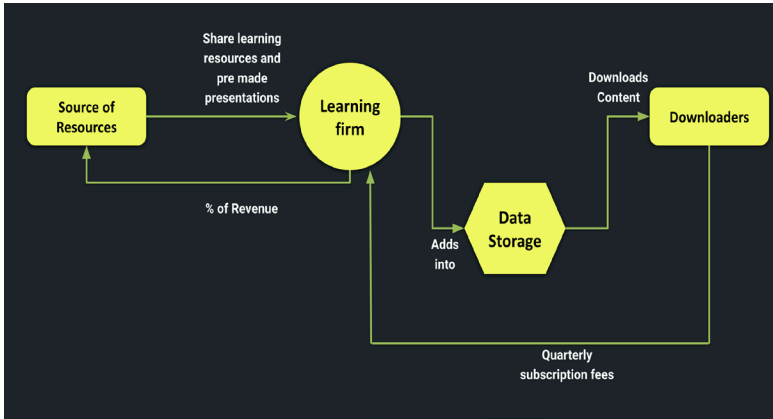 Share learning
resources and
pre made
presentations
Source of
Resources
Learning
firm
Downloads
Content
Downloaders
% of Revenue
Data
Storage
Adds
into
Quarterly
subscription fees